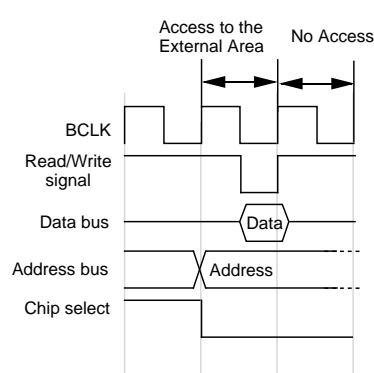 Access to the
External Area
No Access
BCLK
Read/Write
signal
Data bus
Data
Address bus
Address
Chip select